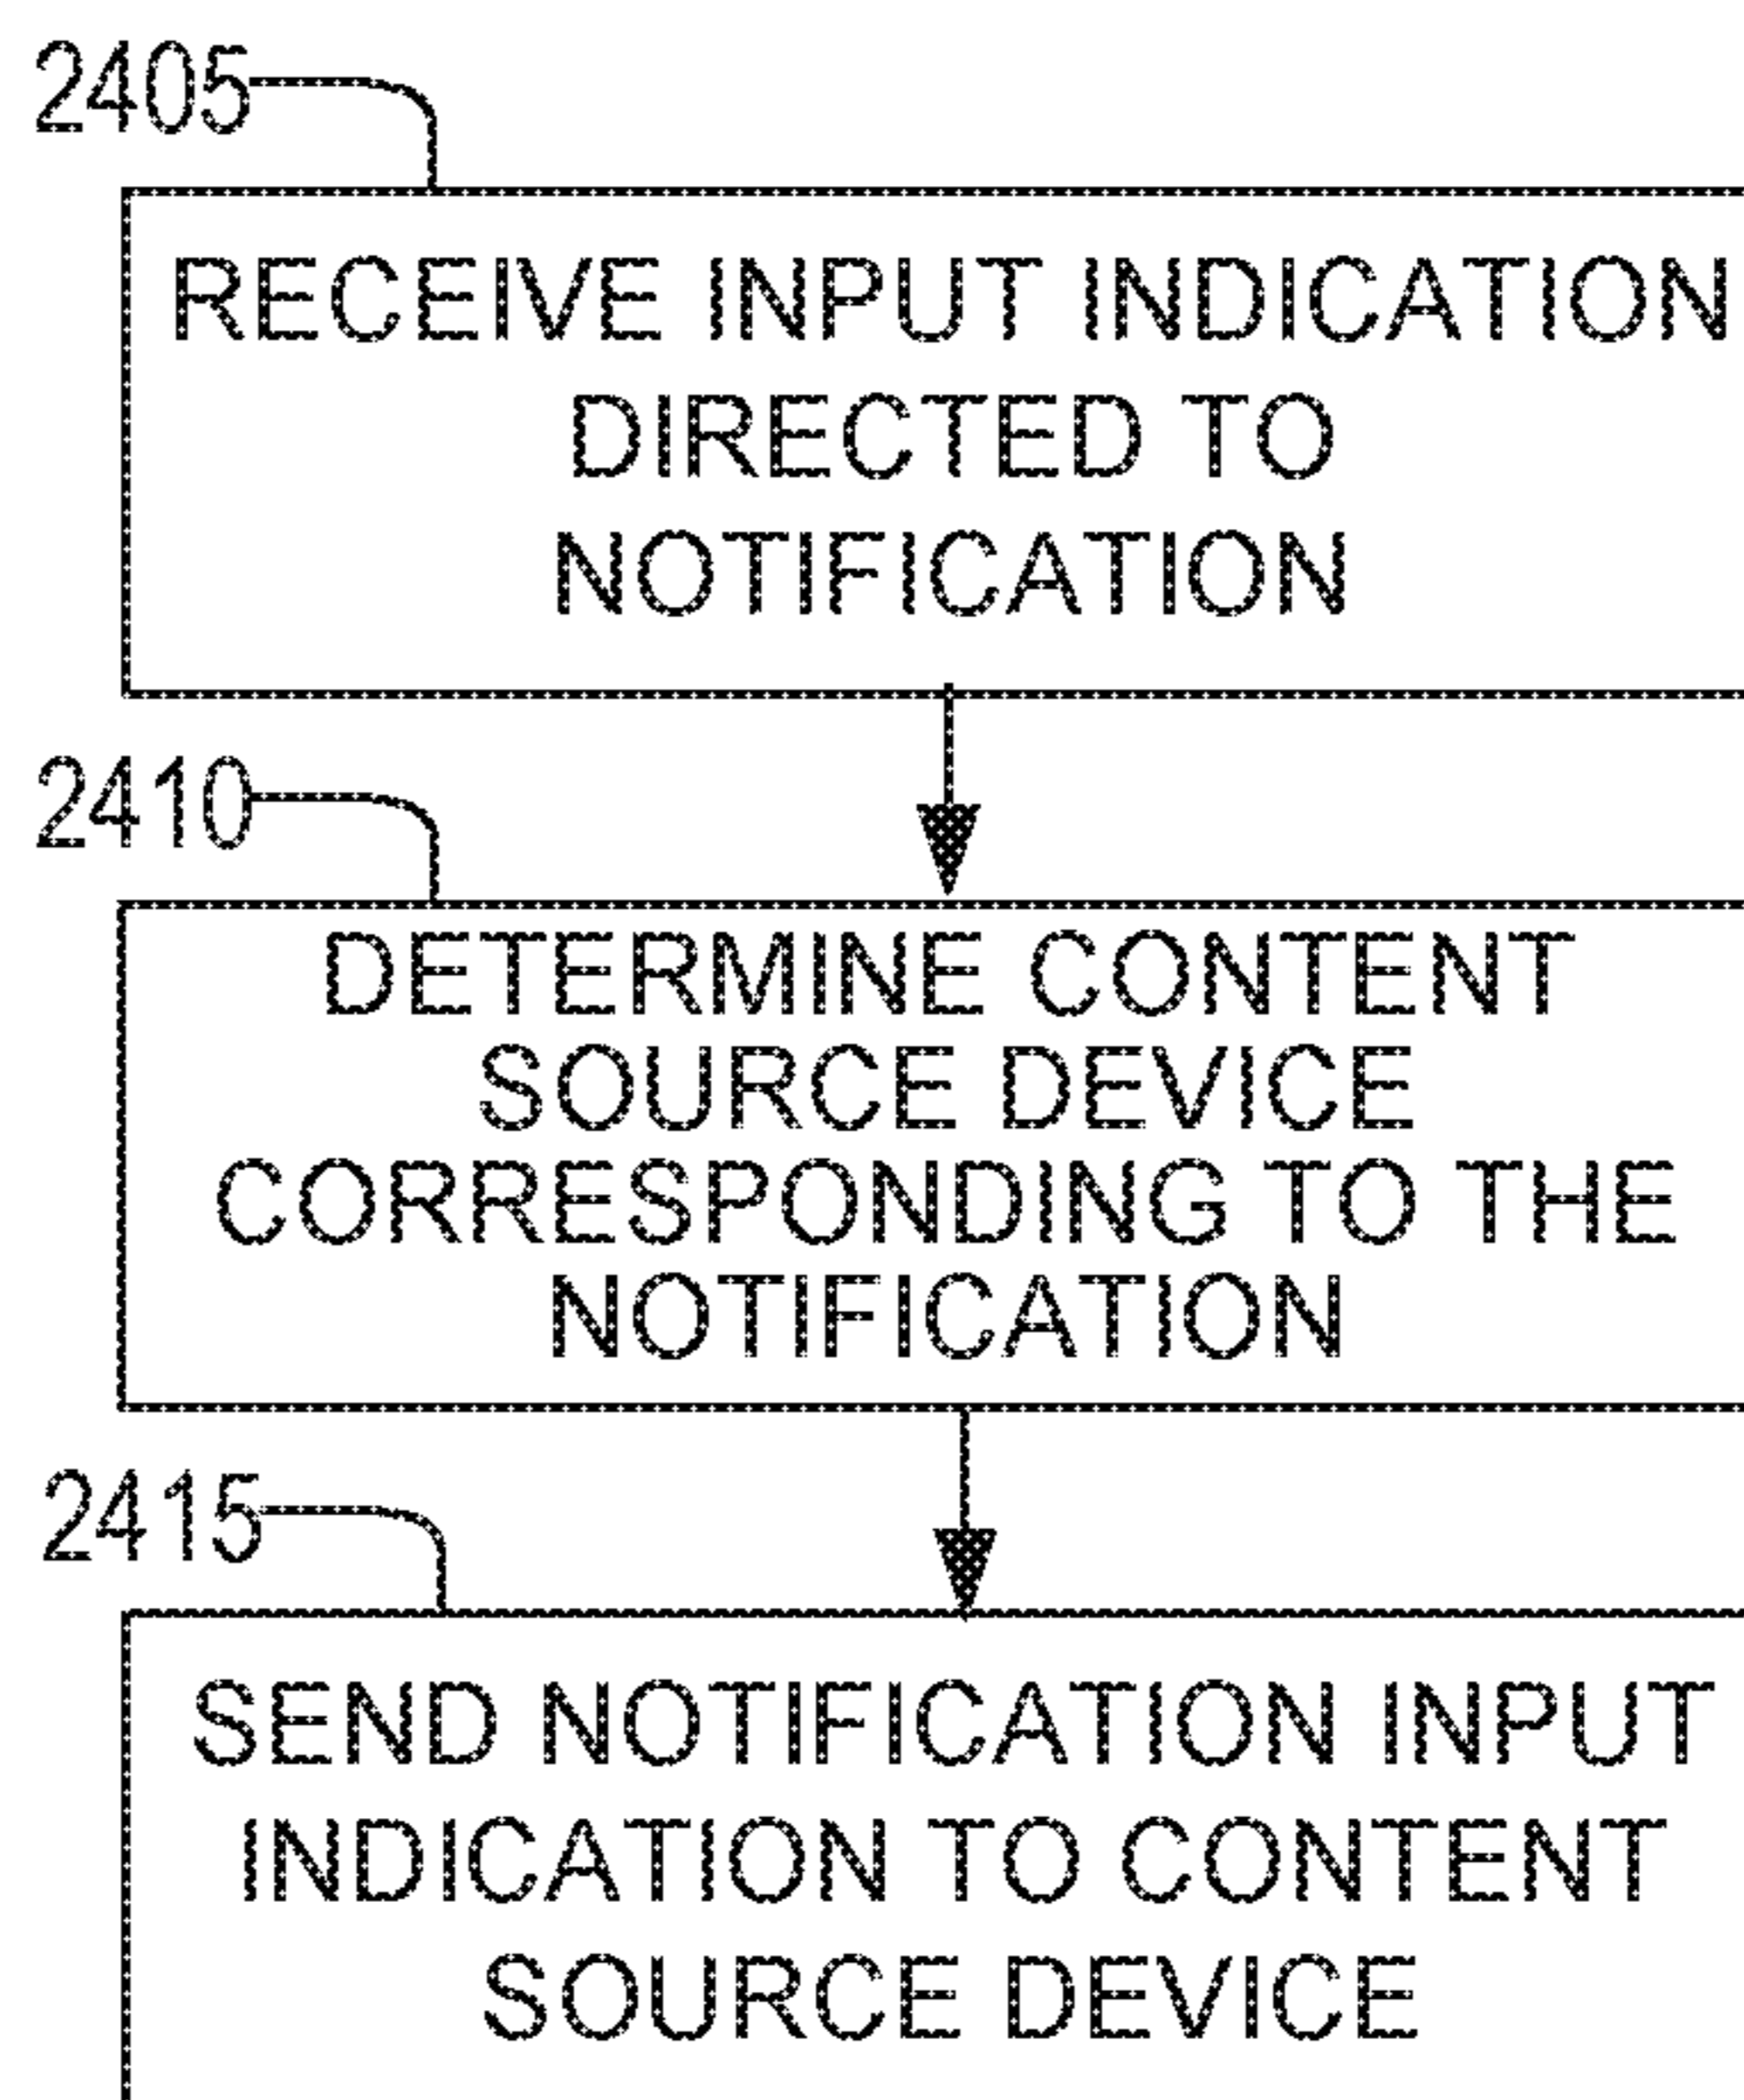 2405
RECEIVE INPUT INDICATION
DIRECTED TO
NOTIFICATION
2410
DETERMINE CONTENT
SOURCE DEVICE
CORRESPONDING TO THE
NOTIFICATION
2415
SEND NOTIFICATION INPUT
INDICATION TO CONTENT
SOURCE DEVICE